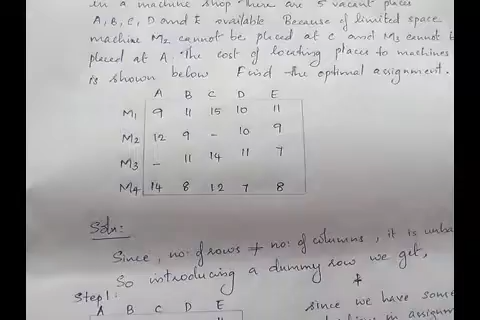 in a machine shop there are 5 vacant places
A, B, C, D and E available Because of limited space
machine M2 cannot be placed at C and M3 cannot
placed at A. The cost of locating place to machines
is shown below Find the optimal assignment.
A B C D E
M1 9 11 15 10 11
M2 12 9 - 10 9
M3 - 11 14 11 7
M4 14 8 12 7 8
Soln:
Since, no: of rows ≠ no: of columns, it is
So introducing a dummy row we get,
Step 1:
A B C D E
since we have some